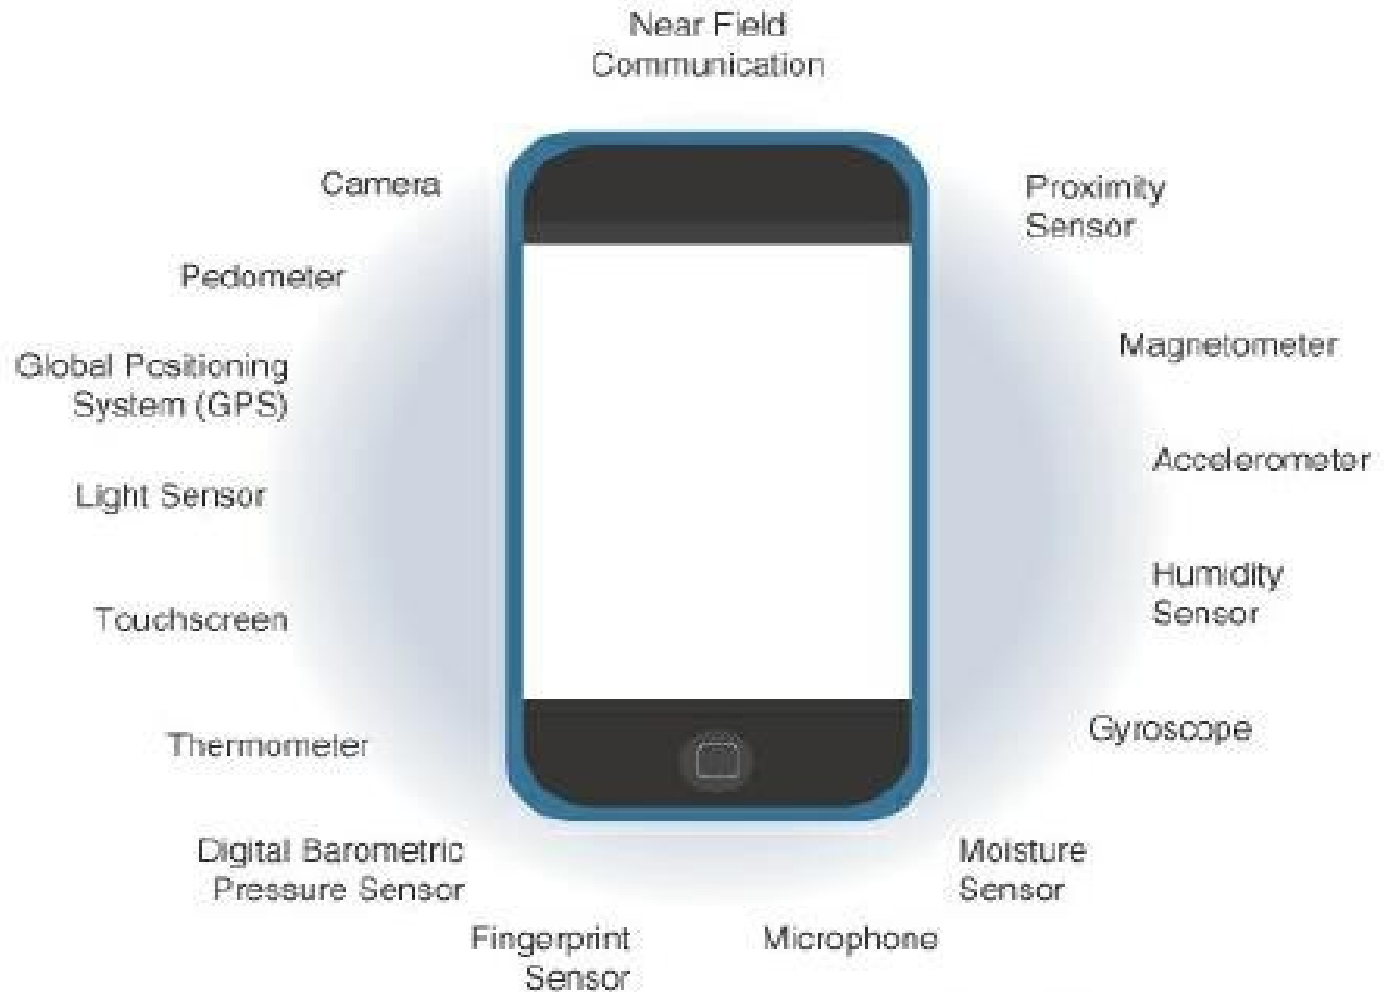 Near Field
Communication
Camera
Proximity
Sensor
Pedometer
Magnetometer
Global Positioning
System (GPS)
Accelerometer
Light Sensor
Humidity
Sensor
Touchscreen
Gyroscope
Thermometer
Digital Barometric
Pressure Sensor
Moisture
Sensor
Fingerprint
Sensor
Microphone